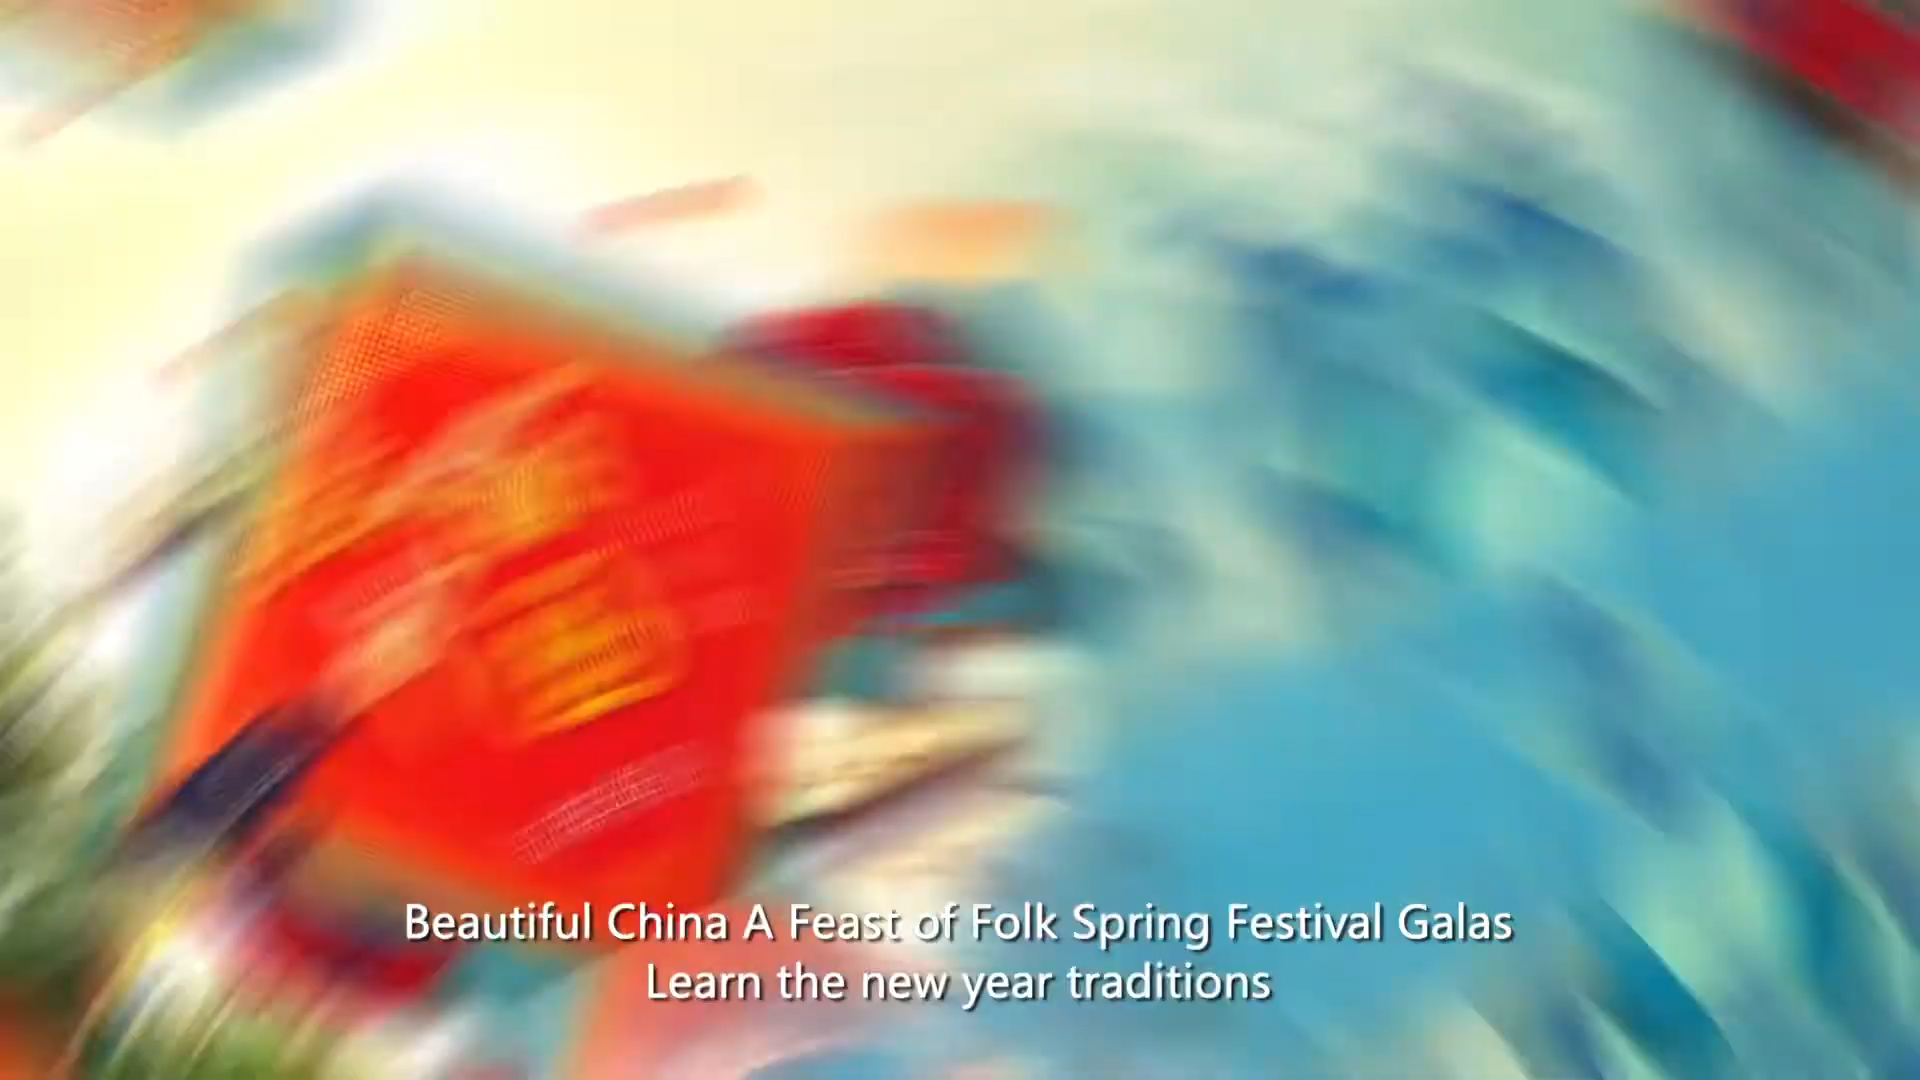 Beautiful China A Feast of Folk Spring Festival Galas
Learn the new year traditions